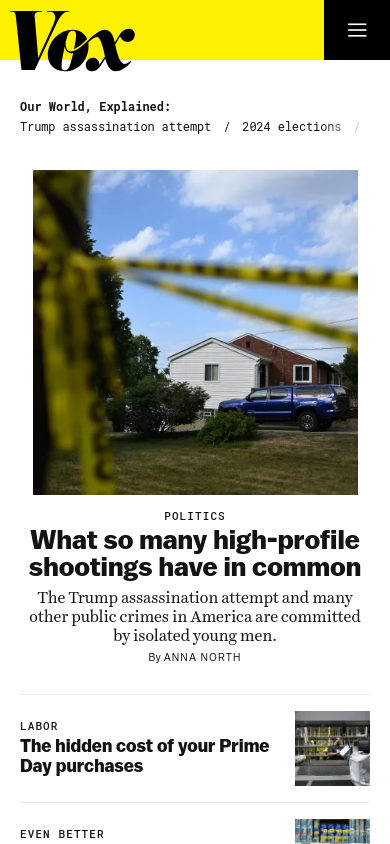 Vox
Our World, Explained:
Trump assassination attempt / 2024 elections /
POLITICS
What so many high-profile
shootings have in common
The Trump assassination attempt and many
other public crimes in America are committed
by isolated young men.
By ANNA NORTH
LABOR
The hidden cost of your Prime
Day purchases
EVEN BETTER